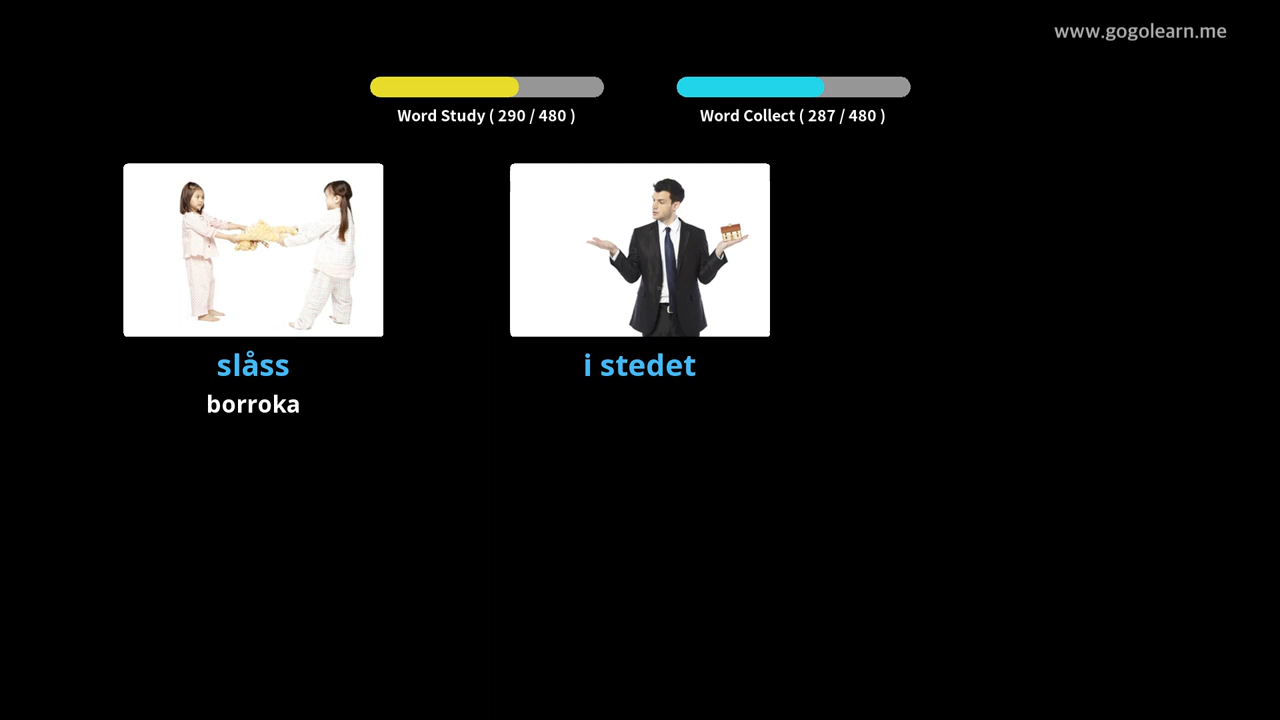 www.gogolearn.me
Word Study ( 290 / 480 )
Word Collect ( 287 / 480 )
slåss
borroka
i stedet